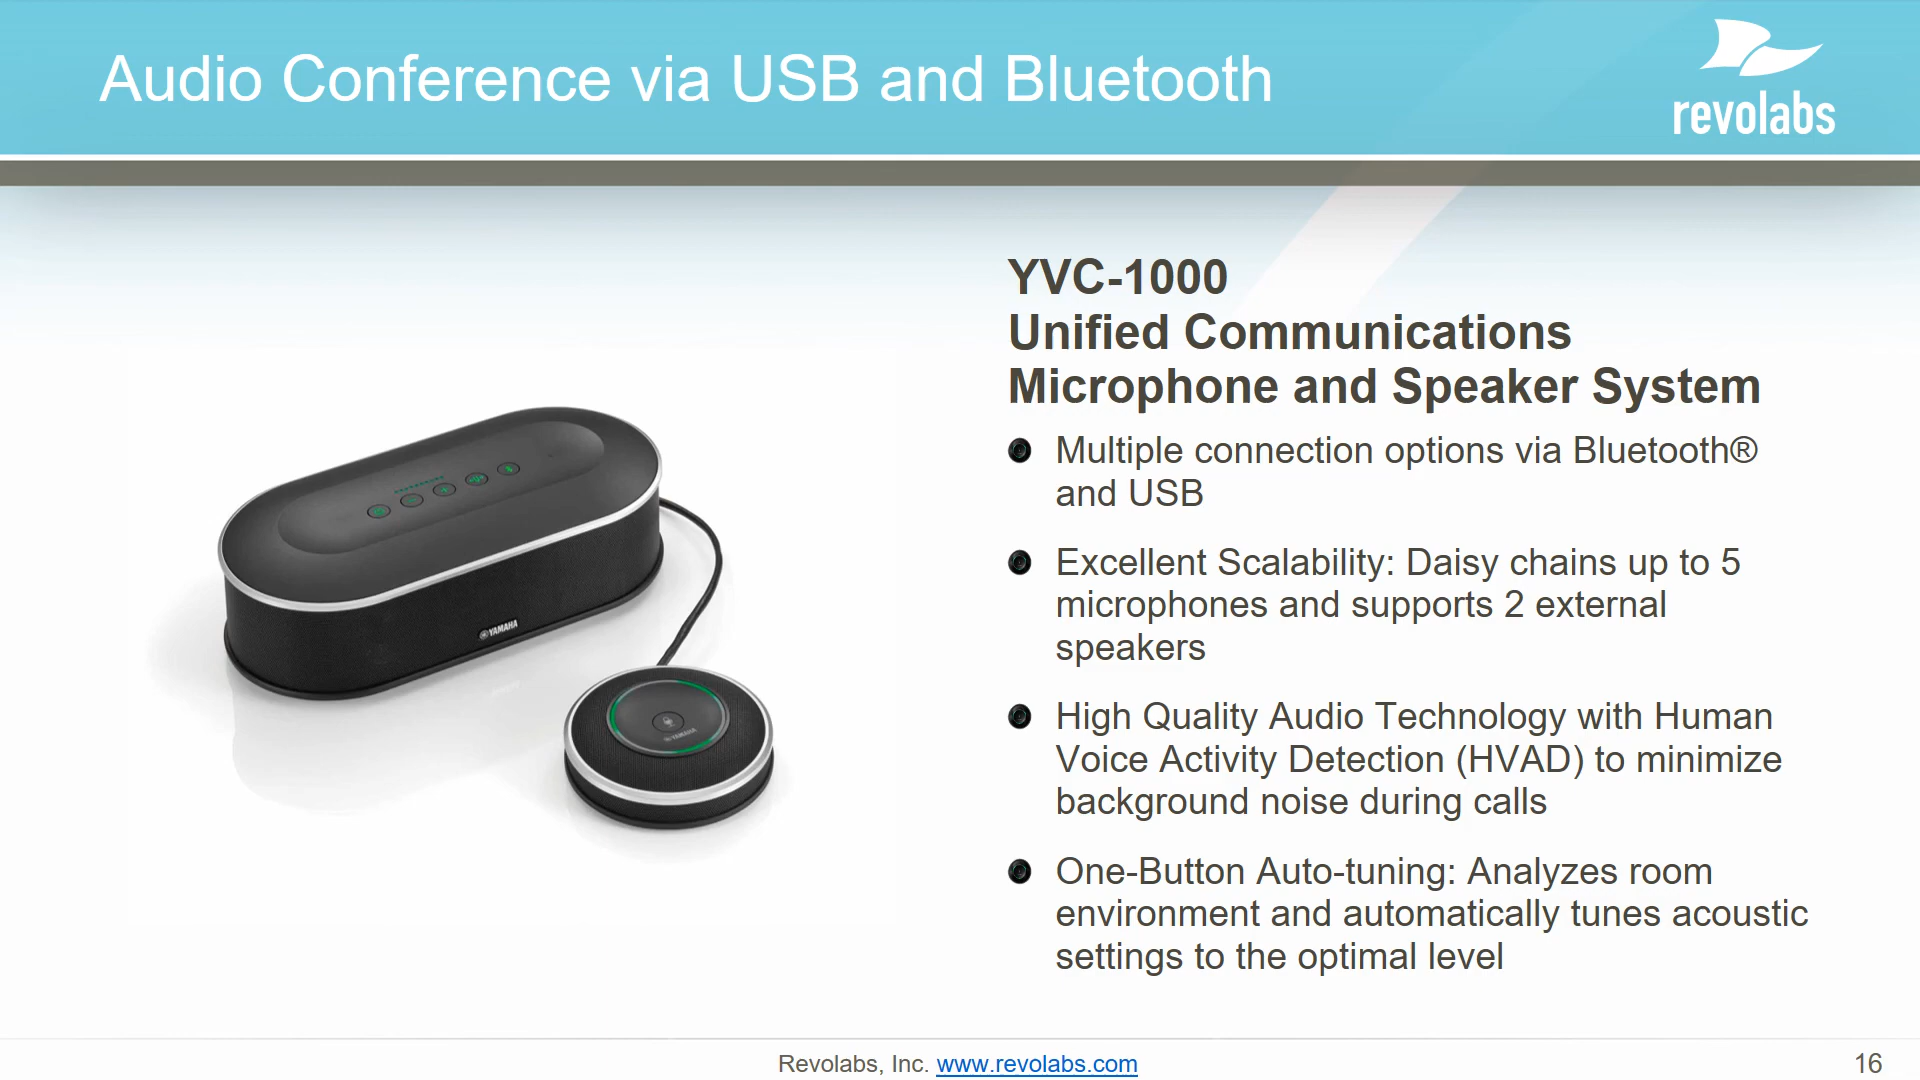 Audio Conference via USB and Bluetooth
revolabs
YVC-1000
Unified Communications
Microphone and Speaker System
Multiple connection options via Bluetooth®
and USB
Excellent Scalability: Daisy chains up to 5
microphones and supports 2 external
speakers
High Quality Audio Technology with Human
Voice Activity Detection (HVAD) to minimize
background noise during calls
One-Button Auto-tuning: Analyzes room
environment and automatically tunes acoustic
settings to the optimal level
YAMAHA
YAMAHA
Revolabs, Inc. www.revolabs.com
16